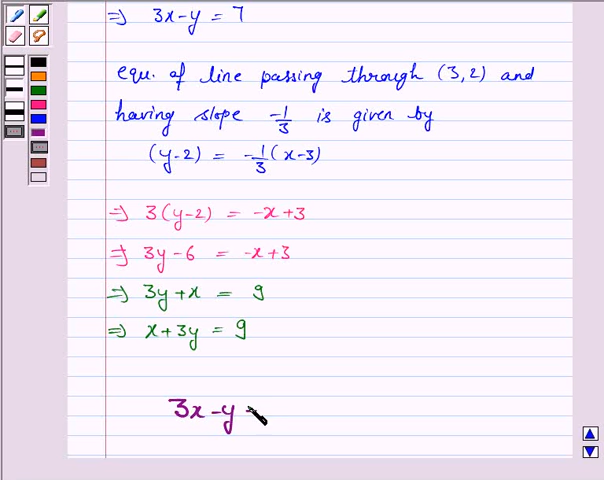 ⇒ 3x-y = 7
equ. of line passing through (3,2) and
having slope -1/3 is given by
(y-2) = -1/3(x-3)
⇒ 3(y-2) = -x+3
⇒ 3y-6 = -x+3
⇒ 3y+x = 9
⇒ x+3y = 9
3x-y